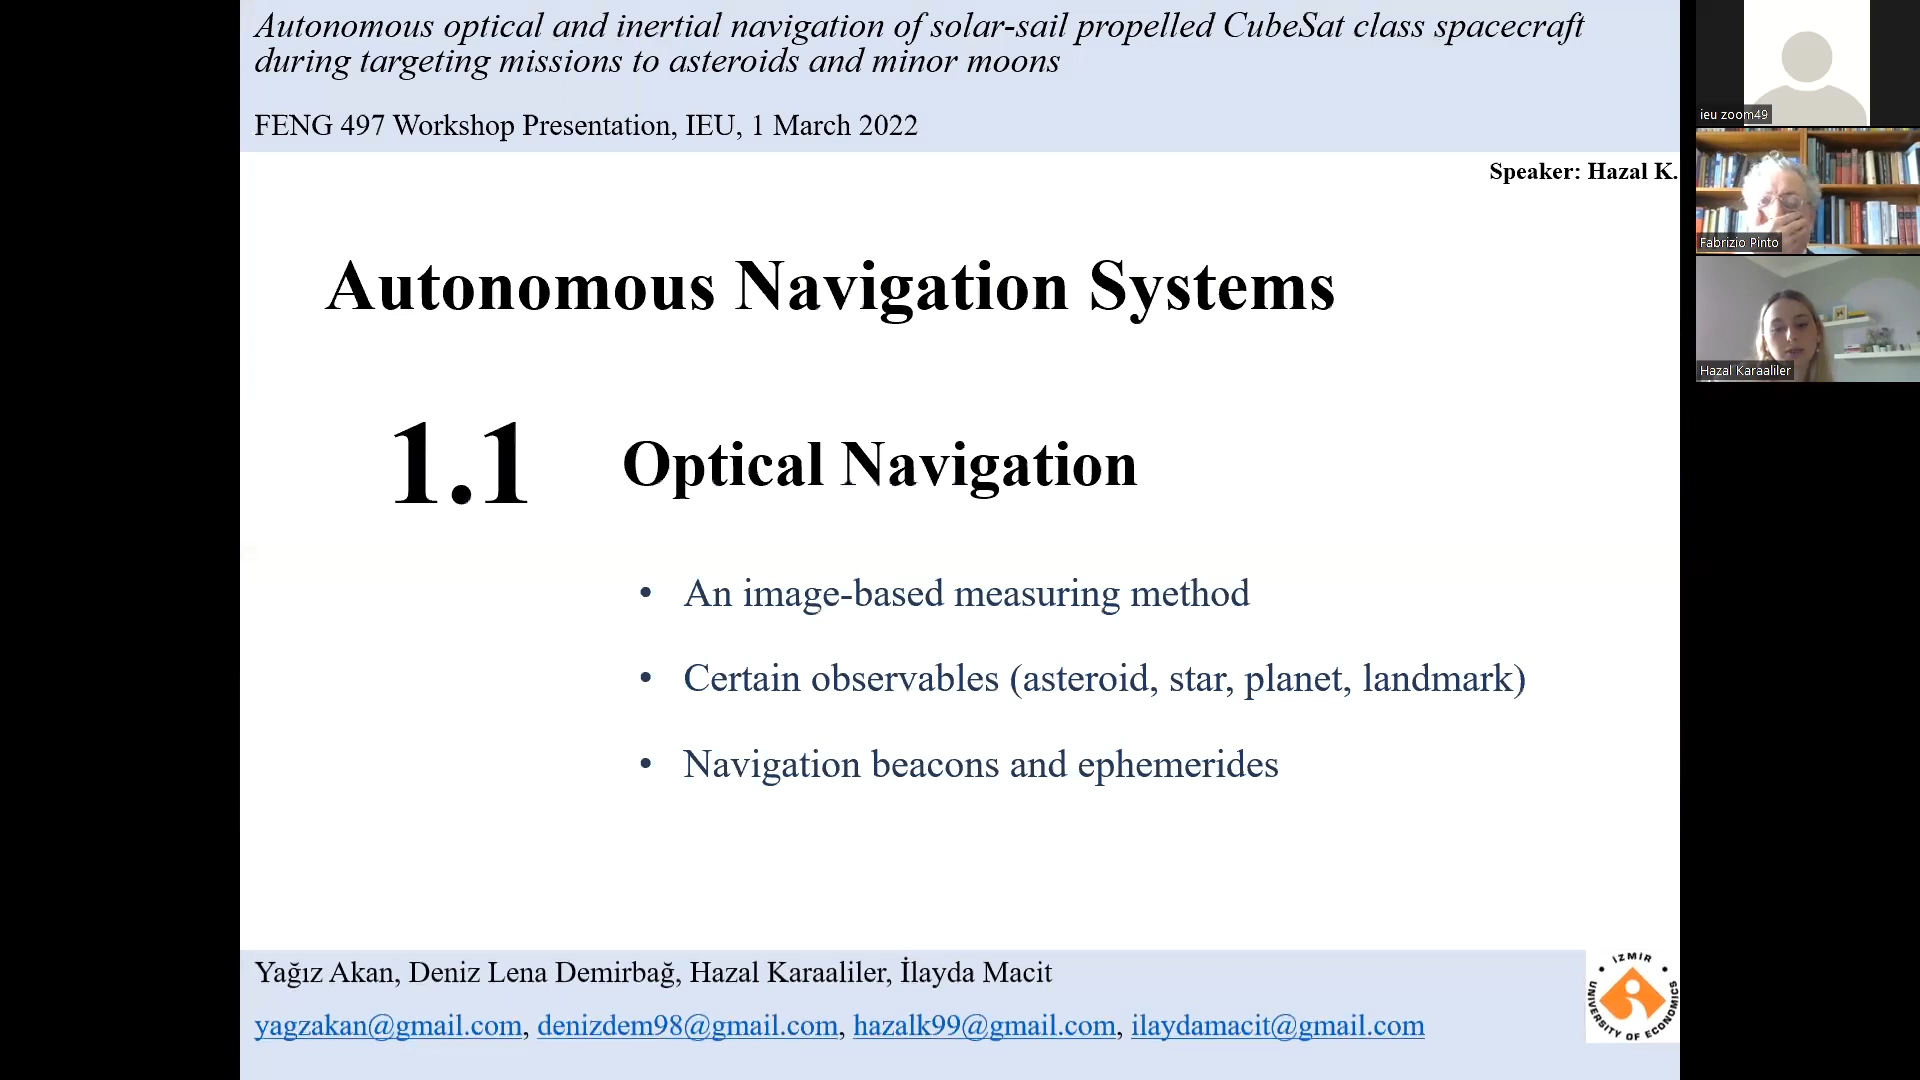 Autonomous optical and inertial navigation of solar-sail propelled CubeSat class spacecraft
during targeting missions to asteroids and minor moons
FENG 497 Workshop Presentation, IEU, 1 March 2022
Speaker: Hazal K.
Autonomous Navigation Systems
1.1 Optical Navigation
• An image-based measuring method
• Certain observables (asteroid, star, planet, landmark)
• Navigation beacons and ephemerides
Yağız Akan, Deniz Lena Demirbağ, Hazal Karaaliler, İlayda Macit
yagzakan@gmail.com, denizdem98@gmail.com, hazalk99@gmail.com, ilaydamacit@gmail.com
IZMIR
UNIVERSITY OF ECONOMICS
ieu zoom49
Fabrizio Pinto
Hazal Karaaliler